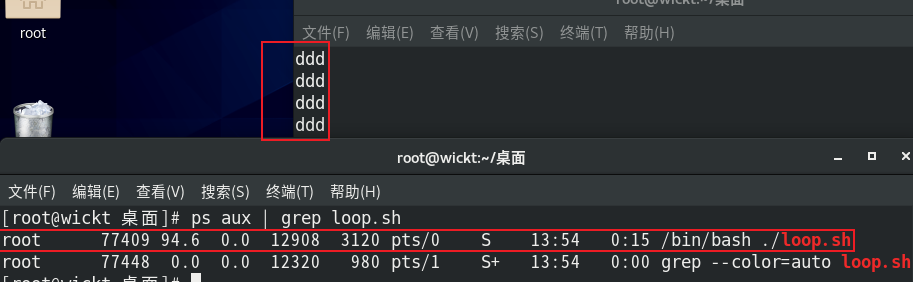 root@wickt:~/桌面
root
文件(F) 编辑(E) 查看(V) 搜索(S) 终端(T) 帮助(H)
ddd
ddd
ddd
ddd
root@wickt:~/桌面
文件(F) 编辑(E) 查看(V) 搜索(S) 终端(T) 帮助(H)
[root@wickt 桌面]# ps aux | grep loop.sh
root 77409 94.6 0.0 12908 3120 pts/0 S 13:54 0:15 /bin/bash ./loop.sh
root 77448 0.0 0.0 12320 980 pts/1 S+ 13:54 0:00 grep --color=auto loop.sh
[root@wickt 桌面]#